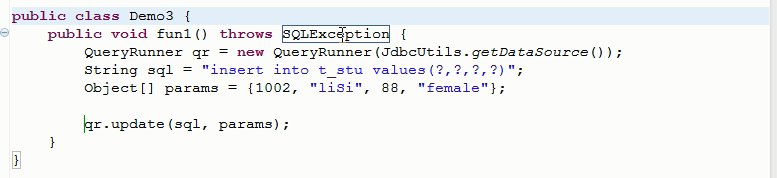 public class Demo3 {
public void fun1() throws SQLException {
QueryRunner qr = new QueryRunner(JdbcUtils.getDataSource());
String sql = "insert into t_stu values(?,?,?,?)";
Object[] params = {1002, "liSi", 88, "female"};
qr.update(sql, params);
}
}